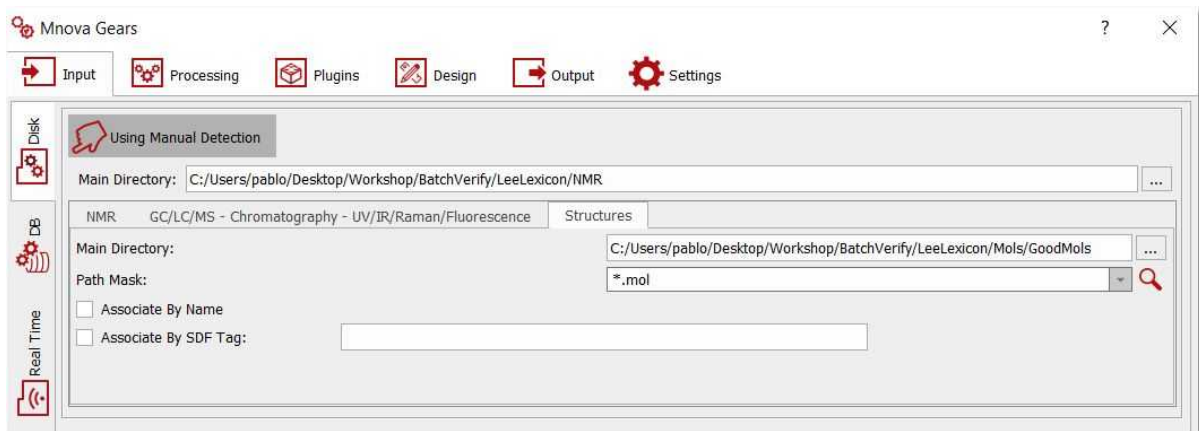 Mnova Gears ?
Input Processing Plugins Design Output Settings
Disk
Using Manual Detection
Main Directory: C:/Users/pablo/Desktop/Workshop/BatchVerify/LeeLexicon/NMR ...
NMR GC/LC/MS - Chromatography - UV/IR/Raman/Fluorescence Structures
DB
Main Directory: C:/Users/pablo/Desktop/Workshop/BatchVerify/LeeLexicon/Mols/GoodMols ...
Path Mask: *.mol
Associate By Name
Real Time
Associate By SDF Tag: